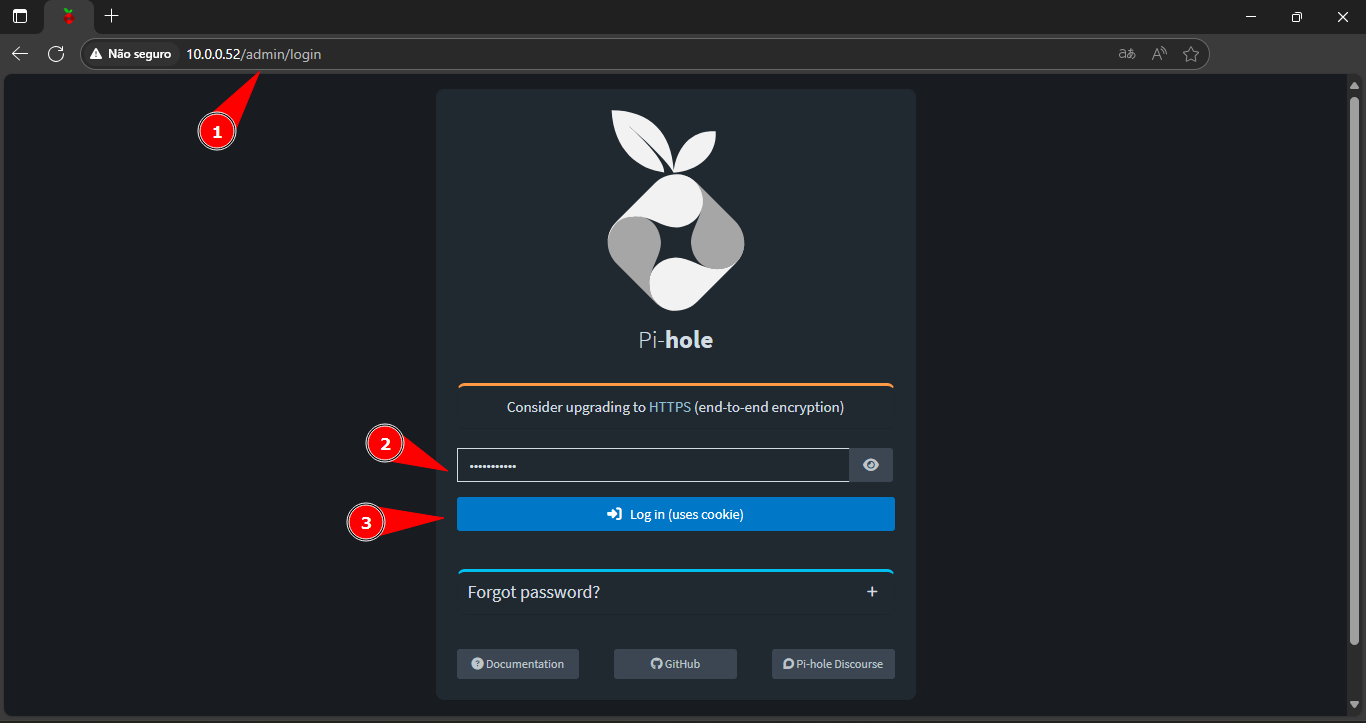 Não seguro 10.0.0.52/admin/login
1
Pi-hole
Consider upgrading to HTTPS (end-to-end encryption)
2
•••••••••••
3
Log in (uses cookie)
Forgot password? +
Documentation GitHub Pi-hole Discourse